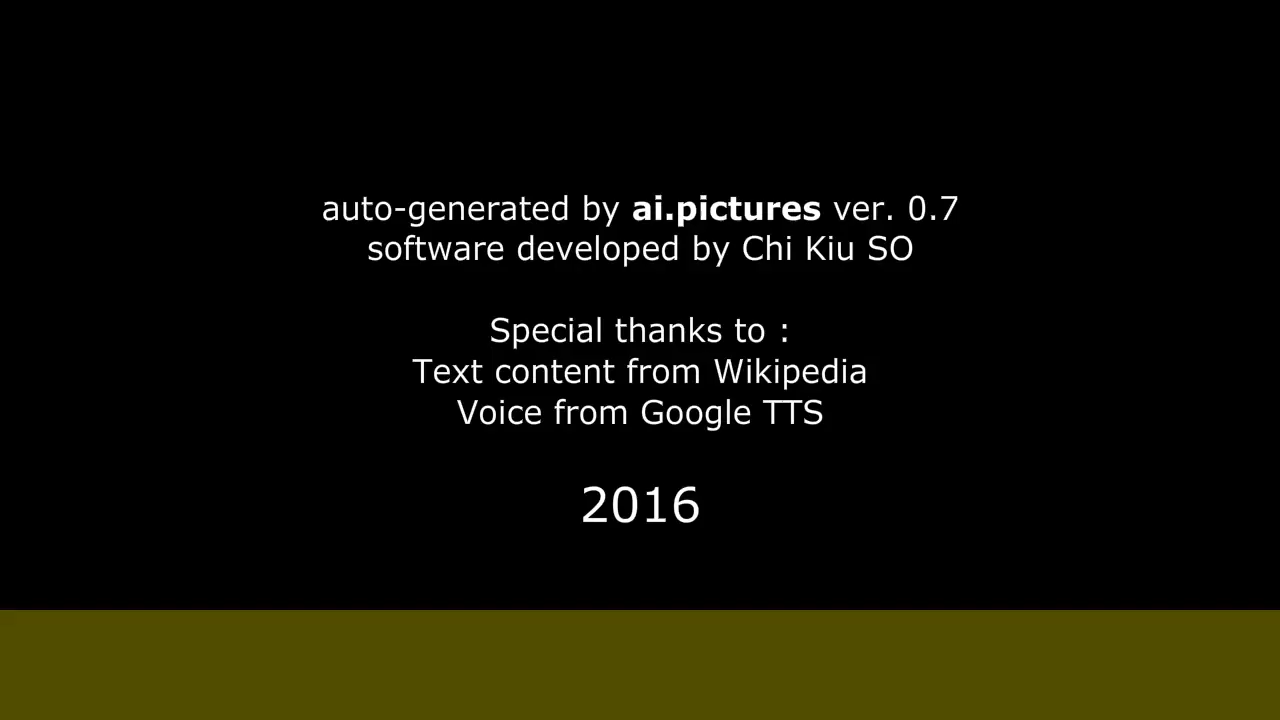 auto-generated by ai.pictures ver. 0.7
software developed by Chi Kiu SO
Special thanks to :
Text content from Wikipedia
Voice from Google TTS
2016